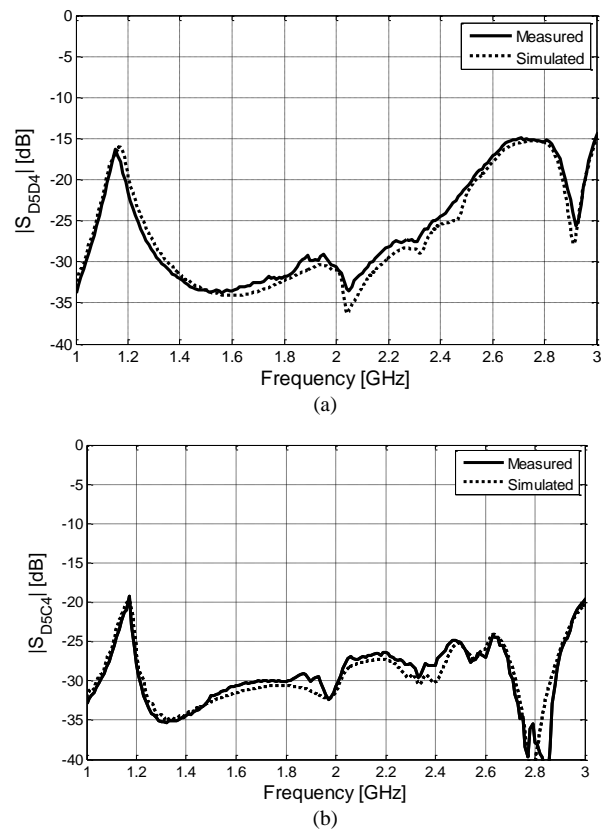 0
-5
-10
-15
-20
-25
-30
-35
-40
|S_D5D4| [dB]
Measured
Simulated
1 1.2 1.4 1.6 1.8 2 2.2 2.4 2.6 2.8 3
Frequency [GHz]
(a)
0
-5
-10
-15
-20
-25
-30
-35
-40
|S_D5C4| [dB]
Measured
Simulated
1 1.2 1.4 1.6 1.8 2 2.2 2.4 2.6 2.8 3
Frequency [GHz]
(b)